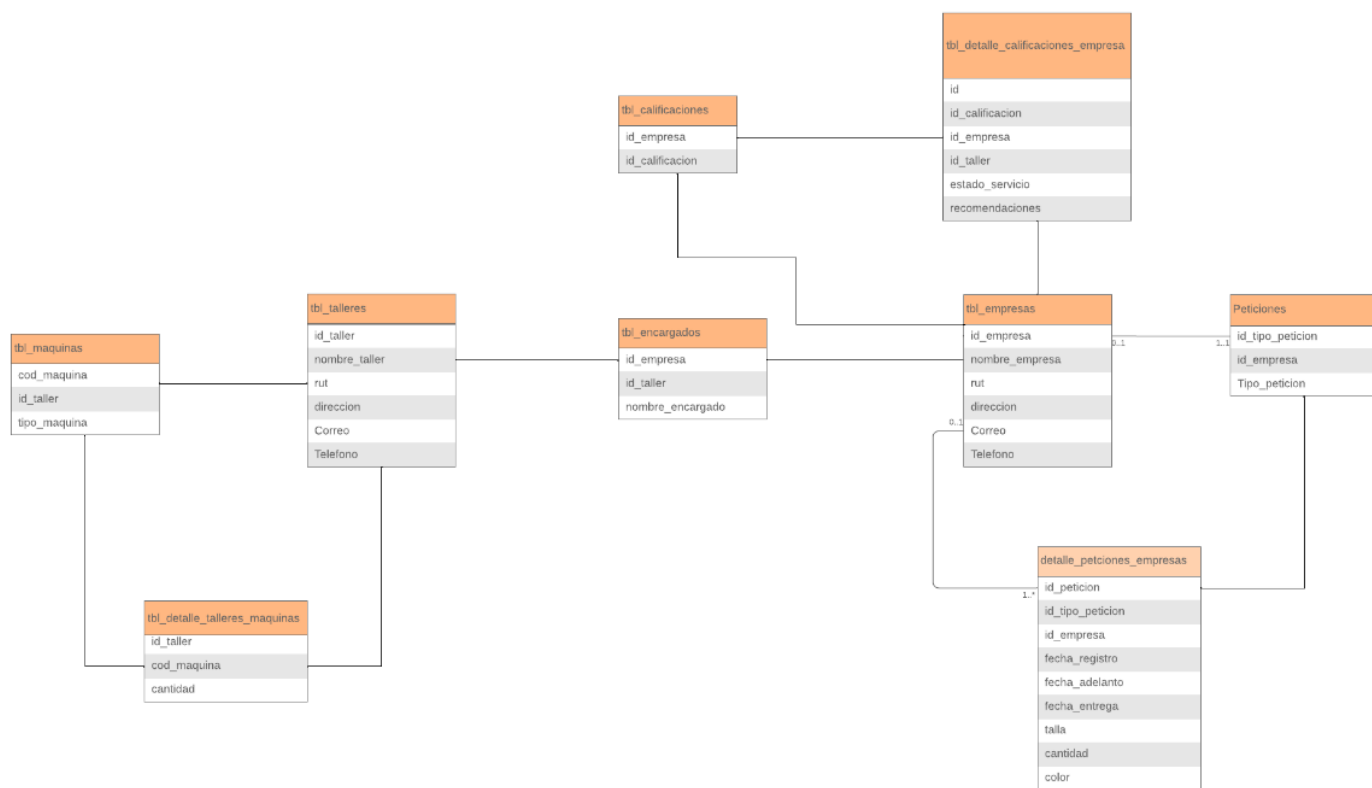 tbl_detalle_calificaciones_empresa
id
id_calificacion
id_empresa
id_taller
estado_servicio
recomendaciones
tbl_calificaciones
id_empresa
id_calificacion
tbl_talleres
id_taller
nombre_taller
rut
direccion
Correo
Telefono
tbl_maquinas
cod_maquina
id_taller
tipo_maquina
tbl_encargados
id_empresa
id_taller
nombre_encargado
tbl_empresas
id_empresa
nombre_empresa
rut
direccion
Correo
Telefono
0..1
1..1
Peticiones
id_tipo_peticion
id_empresa
Tipo_peticion
0..1
1..*
detalle_petciones_empresas
id_peticion
id_tipo_peticion
id_empresa
fecha_registro
fecha_adelanto
fecha_entrega
talla
cantidad
color
tbl_detalle_talleres_maquinas
id_taller
cod_maquina
cantidad